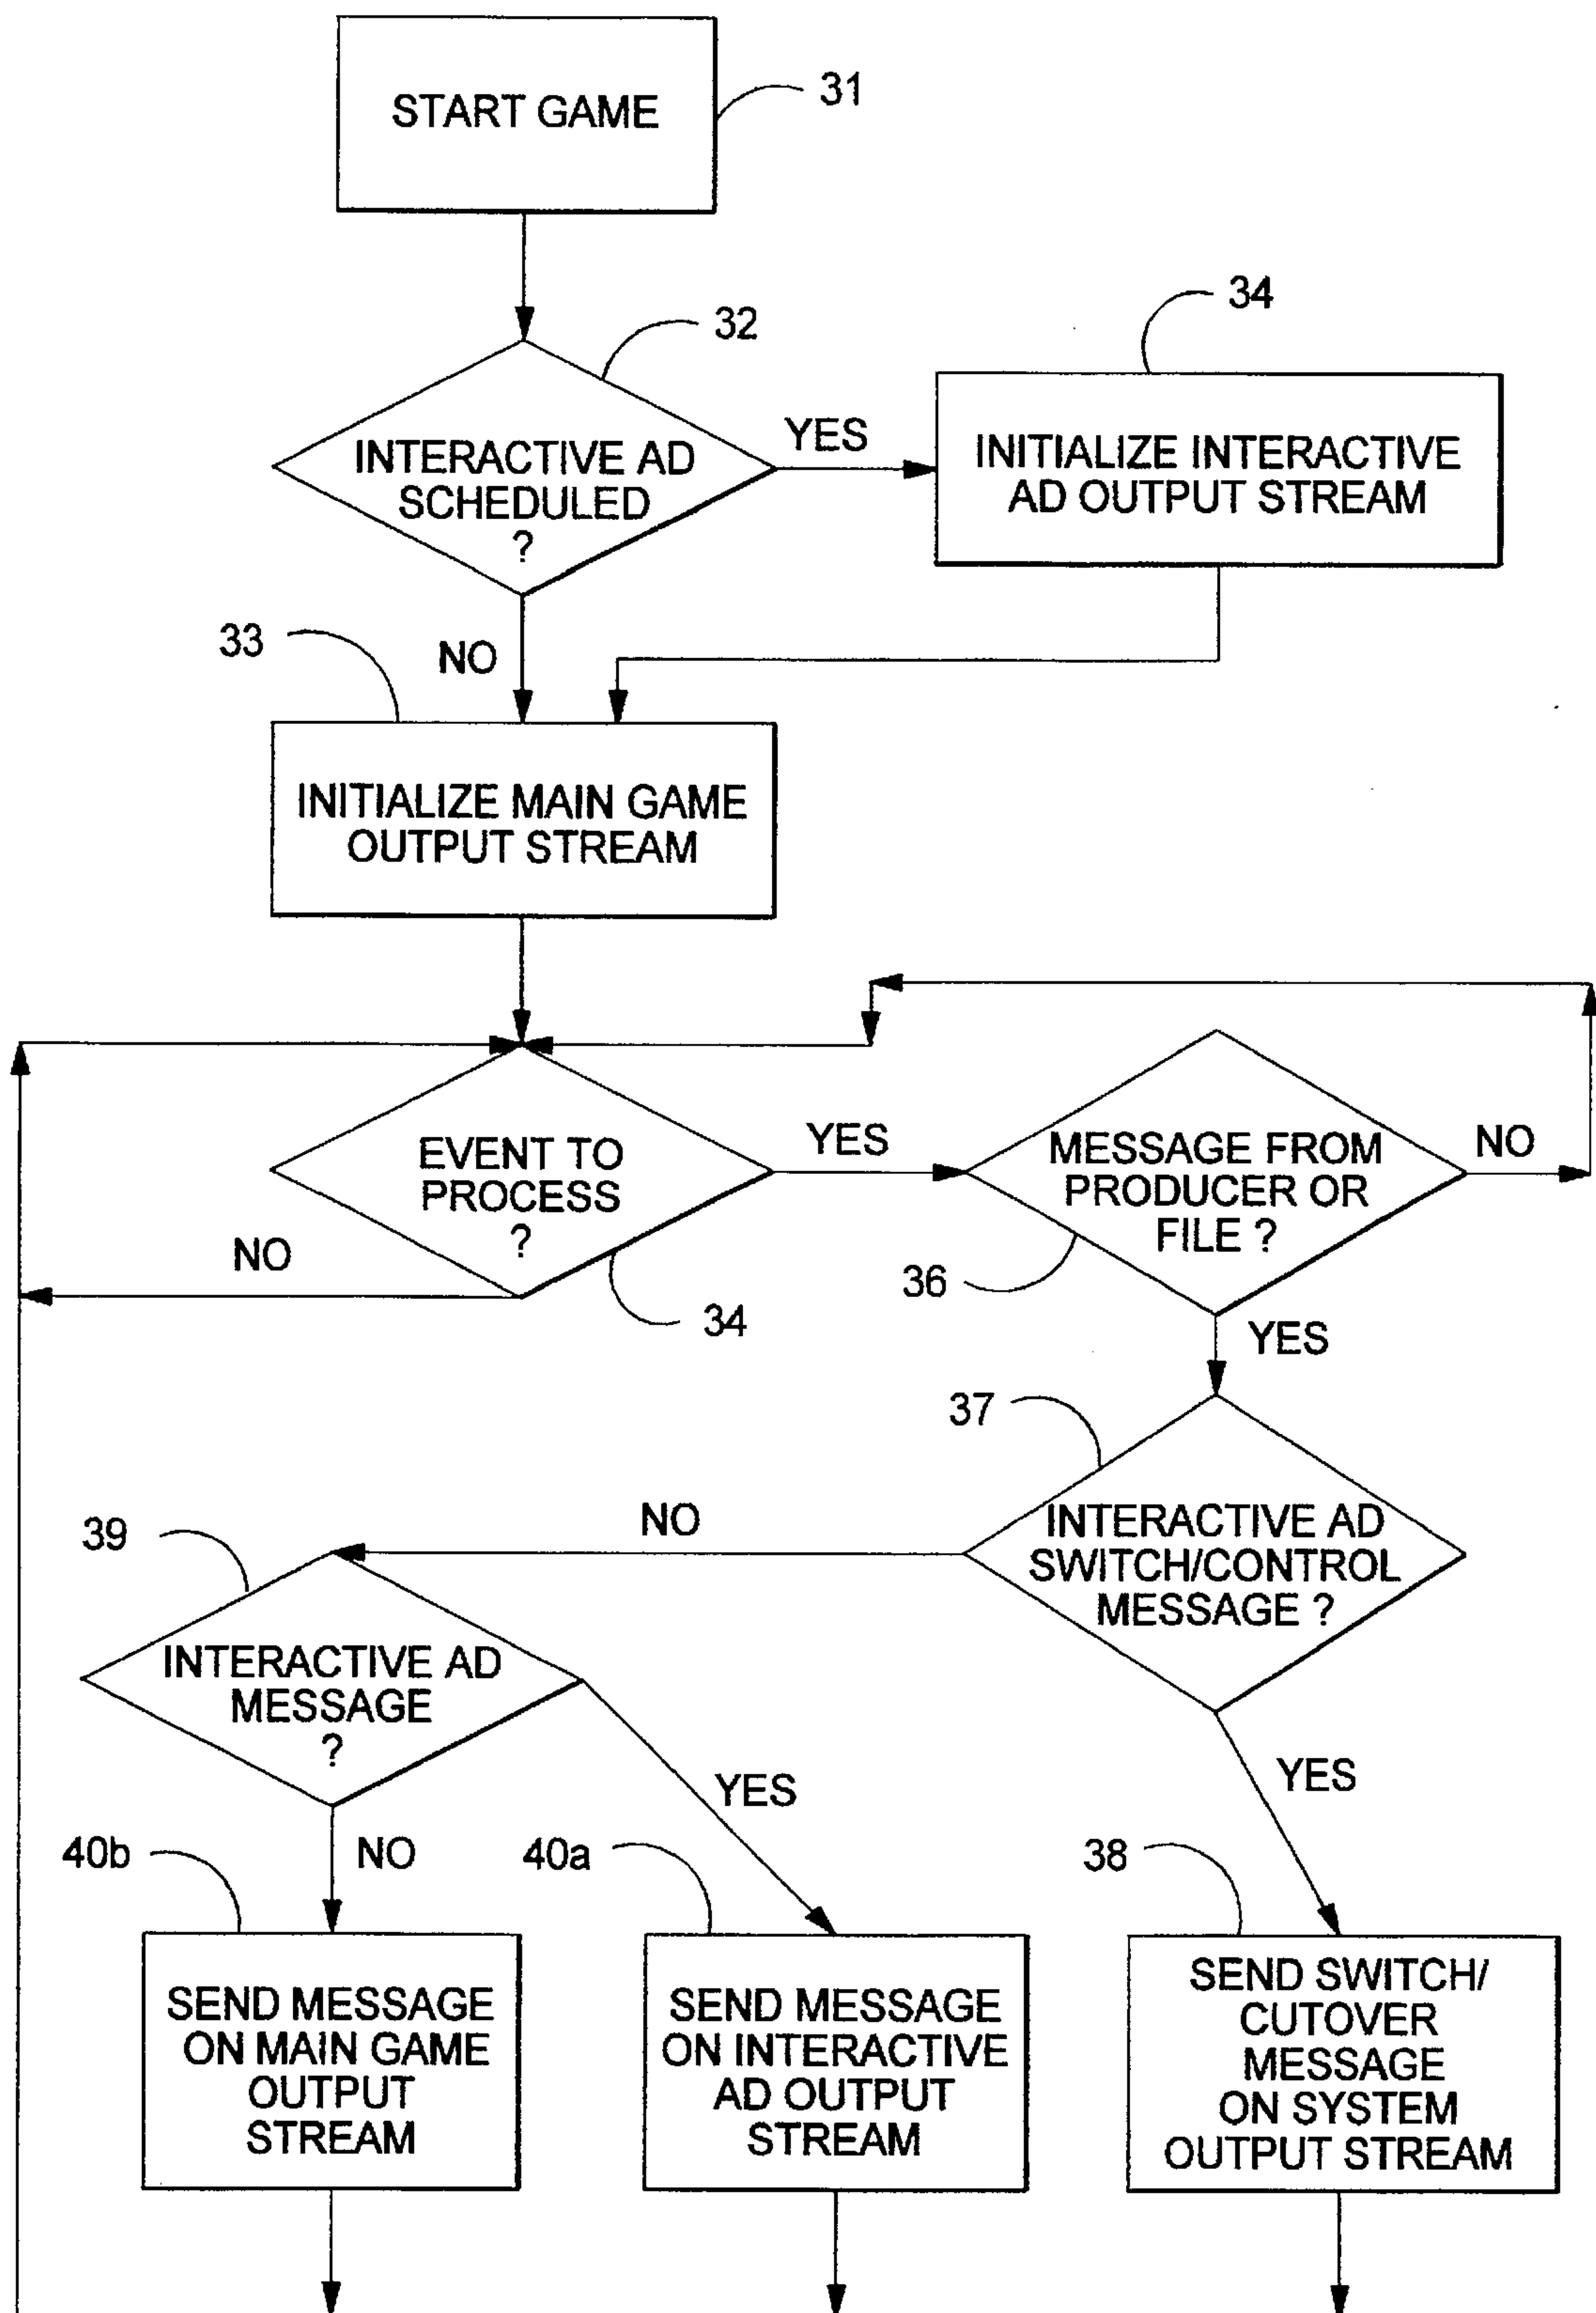 START GAME
31
32
34
INTERACTIVE AD
SCHEDULED
?
YES
INITIALIZE INTERACTIVE
AD OUTPUT STREAM
33
NO
INITIALIZE MAIN GAME
OUTPUT STREAM
EVENT TO
PROCESS
?
YES
MESSAGE FROM
PRODUCER OR
FILE ?
NO
NO
34
36
YES
37
INTERACTIVE AD
SWITCH/CONTROL
MESSAGE ?
NO
39
INTERACTIVE AD
MESSAGE
?
YES
YES
40b
NO
40a
38
SEND MESSAGE
ON MAIN GAME
OUTPUT
STREAM
SEND MESSAGE
ON INTERACTIVE
AD OUTPUT
STREAM
SEND SWITCH/
CUTOVER
MESSAGE
ON SYSTEM
OUTPUT STREAM